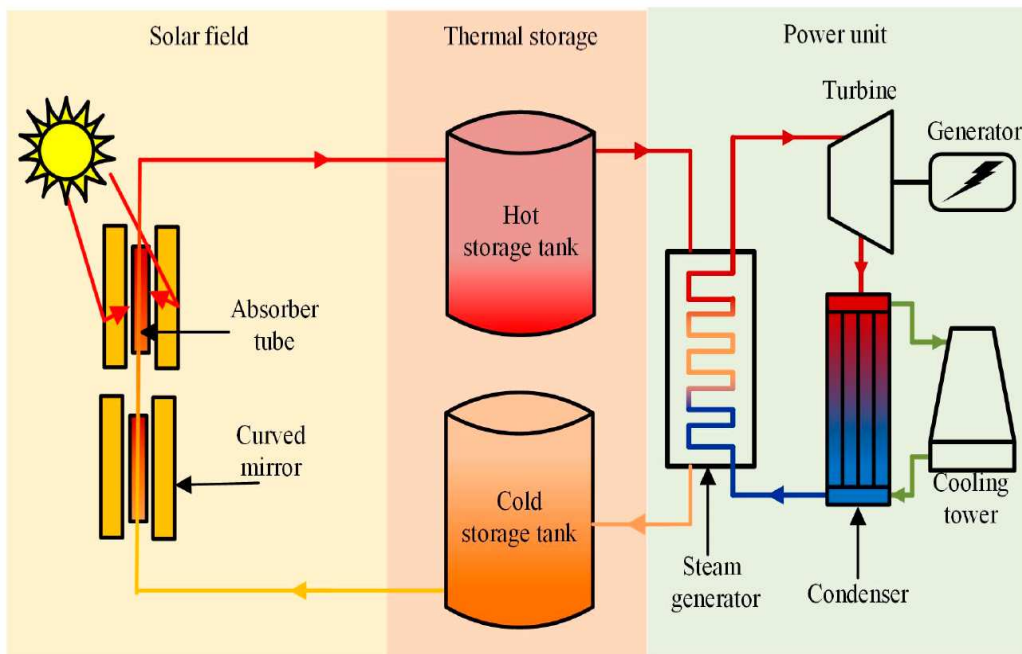 Solar field
Thermal storage
Power unit
Turbine
Generator
Hot
storage tank
Absorber
tube
Curved
mirror
Cold
storage tank
Steam
generator
Condenser
Cooling
tower